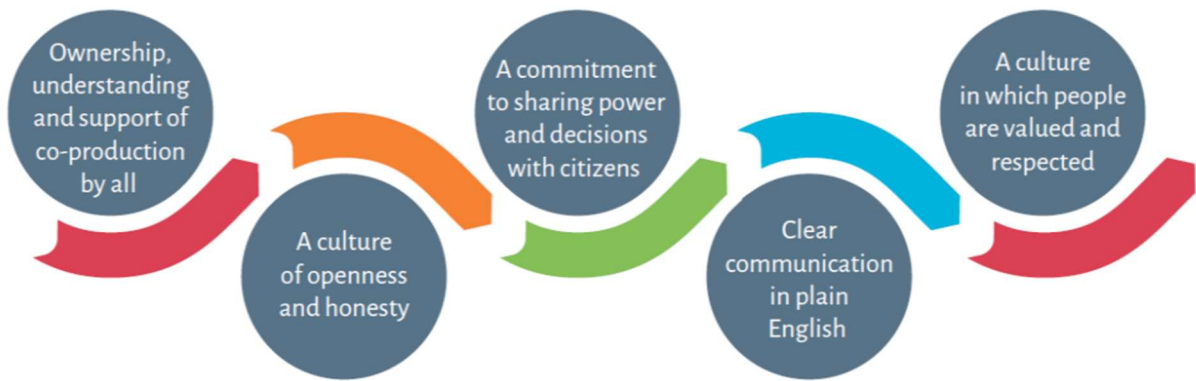 Ownership,
understanding
and support of
co-production
by all
A culture
of openness
and honesty
A commitment
to sharing power
and decisions
with citizens
Clear
communication
in plain
English
A culture
in which people
are valued and
respected